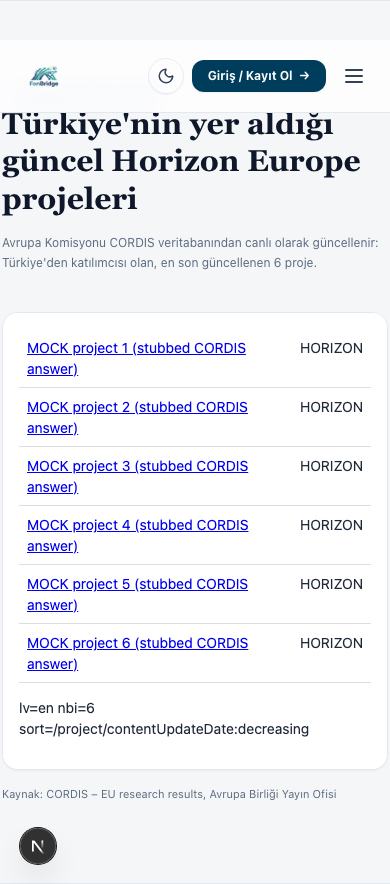 FonBridge
Giriş / Kayıt Ol →
Türkiye'nin yer aldığı
güncel Horizon Europe
projeleri
Avrupa Komisyonu CORDIS veritabanından canlı olarak güncellenir:
Türkiye'den katılımcısı olan, en son güncellenen 6 proje.
MOCK project 1 (stubbed CORDIS HORIZON
answer)
MOCK project 2 (stubbed CORDIS HORIZON
answer)
MOCK project 3 (stubbed CORDIS HORIZON
answer)
MOCK project 4 (stubbed CORDIS HORIZON
answer)
MOCK project 5 (stubbed CORDIS HORIZON
answer)
MOCK project 6 (stubbed CORDIS HORIZON
answer)
lv=en nbi=6
sort=/project/contentUpdateDate:decreasing
Kaynak: CORDIS – EU research results, Avrupa Birliği Yayın Ofisi
N